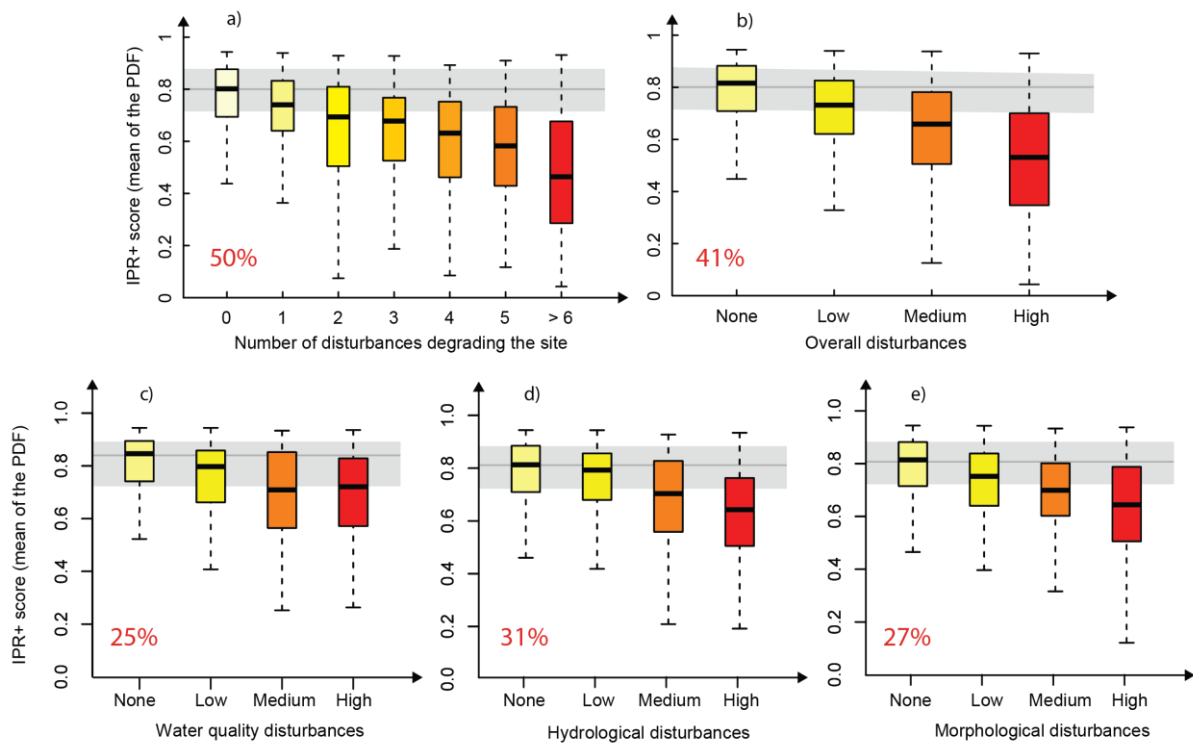 a)
IPR+ score (mean of the PDF)
1
0.8
0.6
0.4
0.2
0
50%
0 1 2 3 4 5 > 6
Number of disturbances degrading the site
b)
1
0.8
0.6
0.4
0.2
0
41%
None Low Medium High
Overall disturbances
c)
IPR+ score (mean of the PDF)
1.0
0.8
0.6
0.4
0.2
0.0
25%
None Low Medium High
Water quality disturbances
d)
1.0
0.8
0.6
0.4
0.2
0.0
31%
None Low Medium High
Hydrological disturbances
e)
1.0
0.8
0.6
0.4
0.2
0.0
27%
None Low Medium High
Morphological disturbances